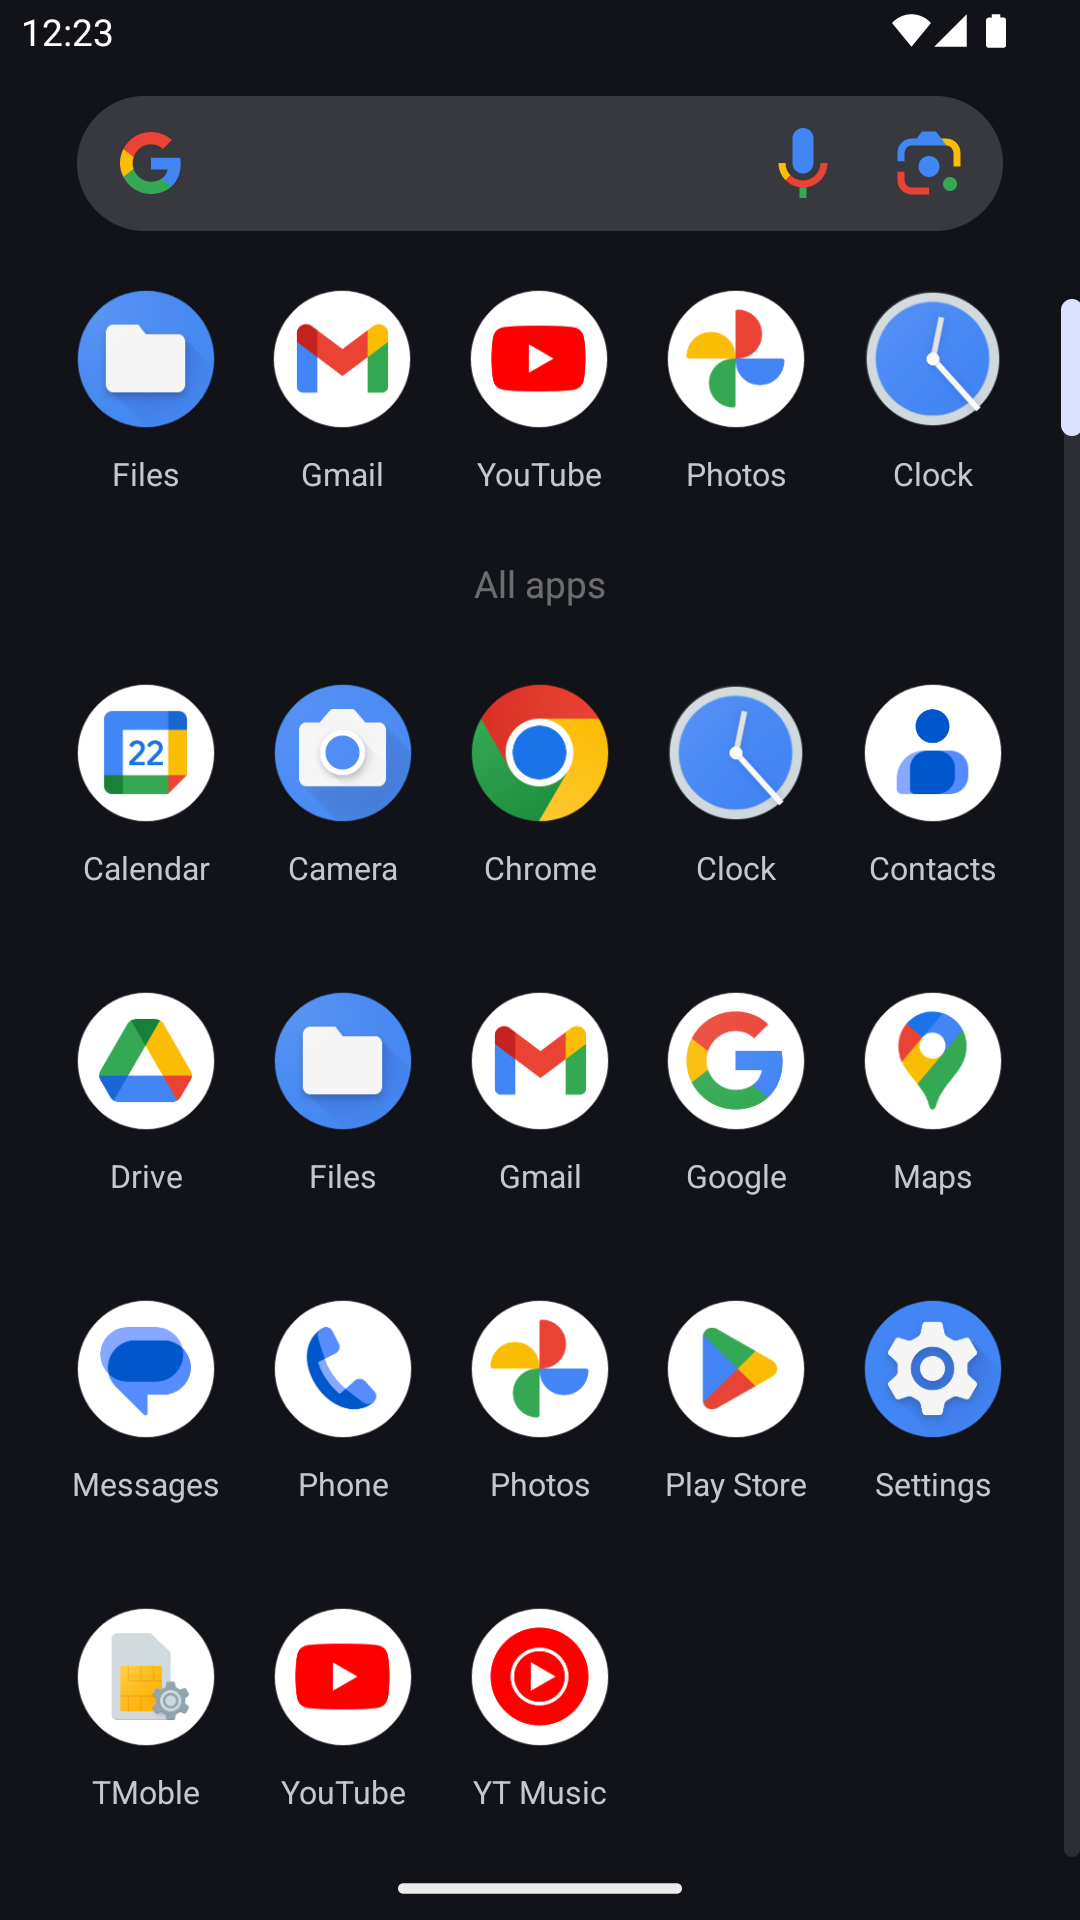 12:23
Files Gmail YouTube Photos Clock
All apps
22
Calendar Camera Chrome Clock Contacts
Drive Files Gmail Google Maps
Messages Phone Photos Play Store Settings
TMoble YouTube YT Music